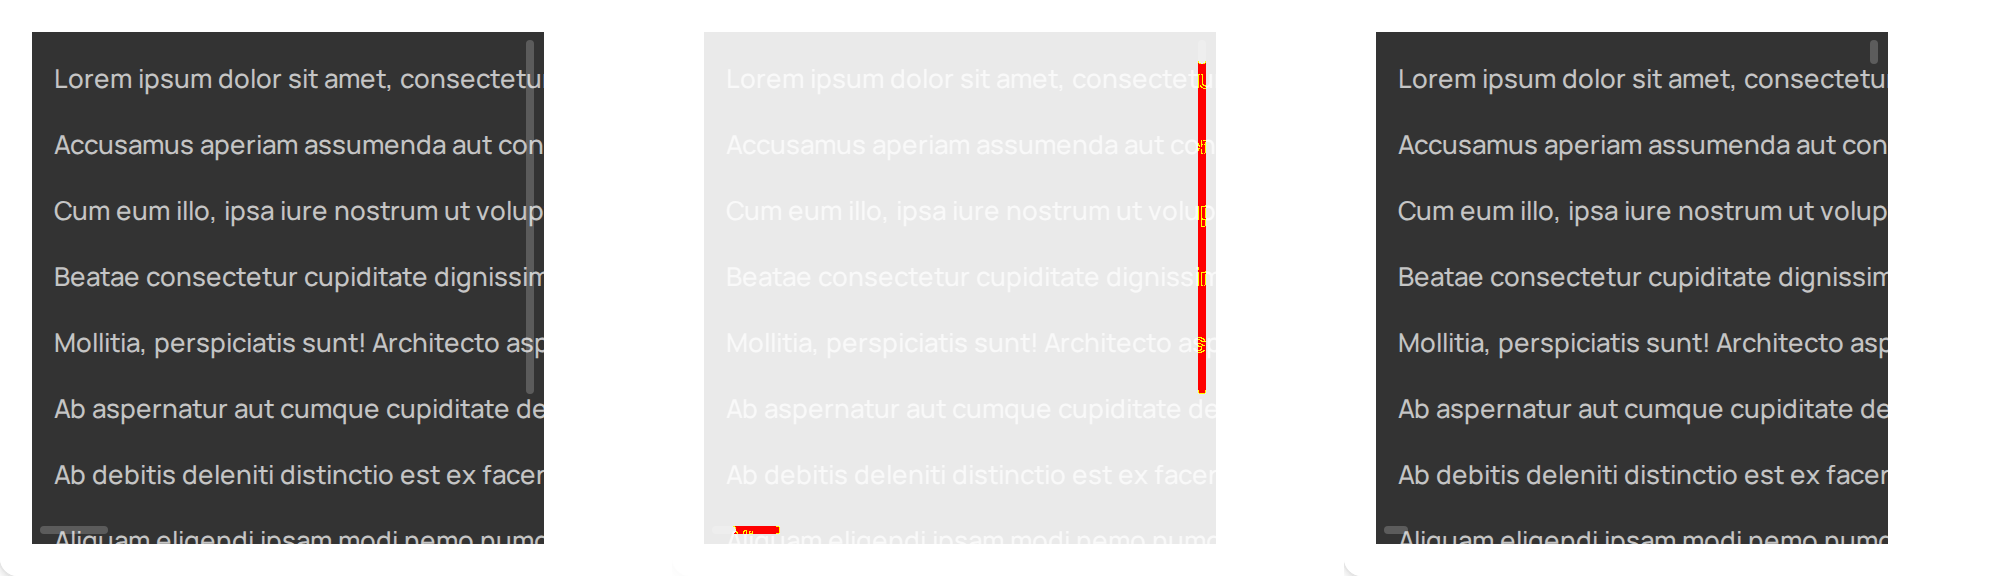 Lorem ipsum dolor sit amet, consectetur
Accusamus aperiam assumenda aut con
Cum eum illo, ipsa iure nostrum ut volup
Beatae consectetur cupiditate dignissim
Mollitia, perspiciatis sunt! Architecto asp
Ab aspernatur aut cumque cupiditate de
Ab debitis deleniti distinctio est ex facer
Aliquam eligendi ipsam modi nemo
Lorem ipsum dolor sit amet, consectetu
Accusamus aperiam assumenda aut con
Cum eum illo, ipsa iure nostrum ut volup
Beatae consectetur cupiditate dignissim
Mollitia, perspiciatis sunt! Architecto asp
Ab aspernatur aut cumque cupiditate de
Ab debitis deleniti distinctio est ex facer
Aliquam eligendi ipsam modi nemo
Lorem ipsum dolor sit amet, consectetur
Accusamus aperiam assumenda aut con
Cum eum illo, ipsa iure nostrum ut volup
Beatae consectetur cupiditate dignissim
Mollitia, perspiciatis sunt! Architecto asp
Ab aspernatur aut cumque cupiditate de
Ab debitis deleniti distinctio est ex facer
Aliquam eligendi ipsam modi nemo